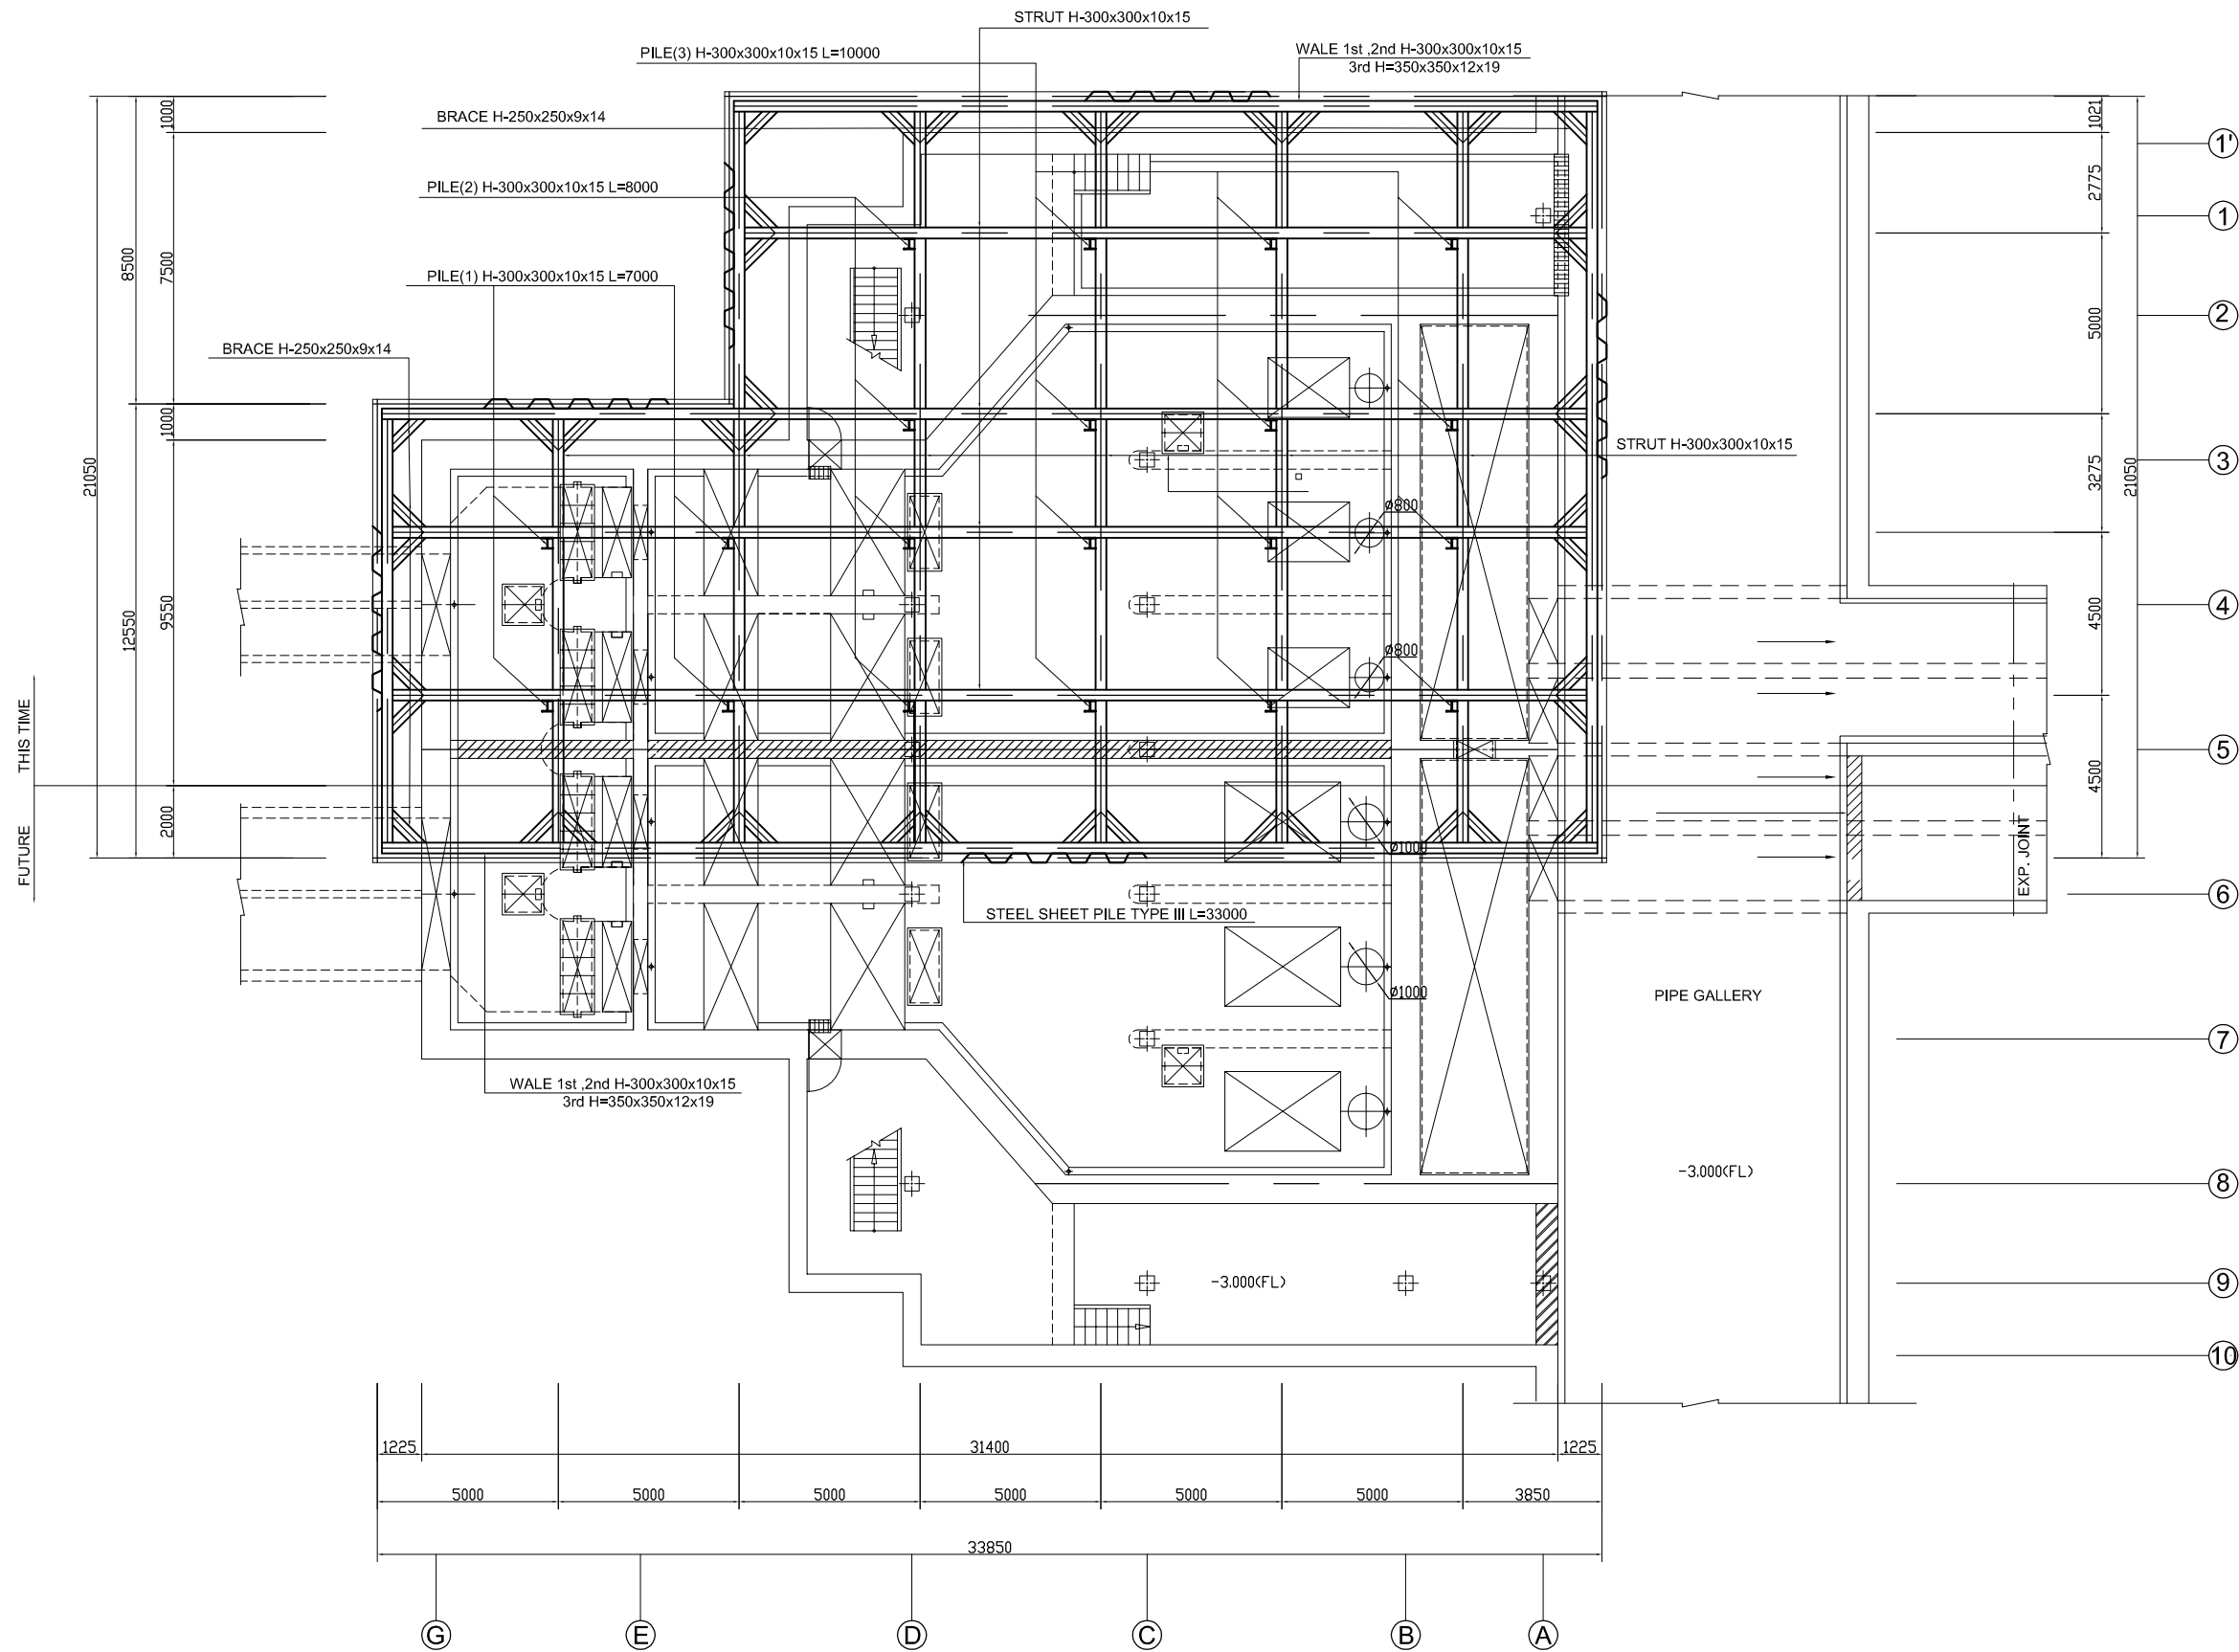 STRUT H-300x300x10x15
PILE(3) H-300x300x10x15 L=10000
WALE 1st ,2nd H-300x300x10x15
3rd H=350x350x12x19
BRACE H-250x250x9x14
PILE(2) H-300x300x10x15 L=8000
PILE(1) H-300x300x10x15 L=7000
BRACE H-250x250x9x14
STRUT H-300x300x10x15
21050
8500
12550
1000
7500
1000
9550
2000
THIS TIME
FUTURE
ø800
ø800
ø1000
ø1000
STEEL SHEET PILE TYPE III L=33000
WALE 1st ,2nd H-300x300x10x15
3rd H=350x350x12x19
PIPE GALLERY
-3.000(FL)
-3.000(FL)
EXP. JOINT
1021
2775
5000
3275
4500
4500
21050
1'
1
2
3
4
5
6
7
8
9
10
1225
31400
1225
5000
5000
5000
5000
5000
5000
3850
33850
G
E
D
C
B
A